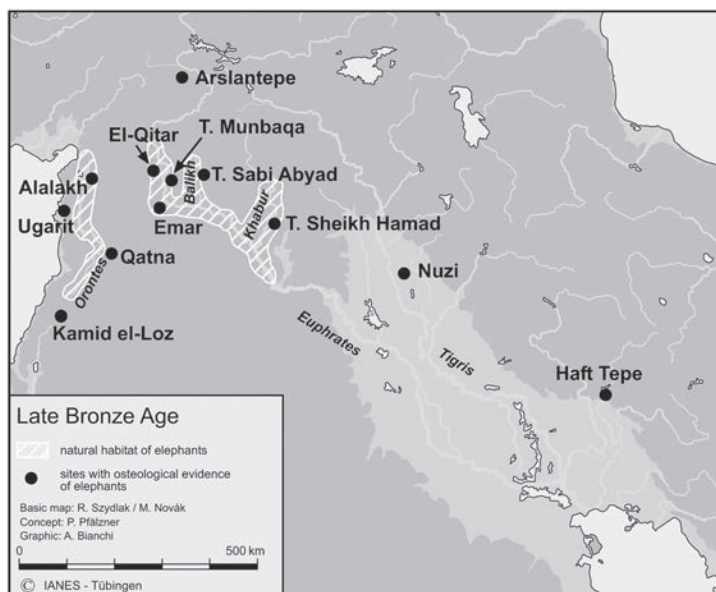 Arslantepe
El-Qitar
T. Munbaqa
Balikh
T. Sabi Abyad
Alalakh
Khabur
Ugarit
Emar
T. Sheikh Hamad
Qatna
Orontes
Nuzi
Kamid el-Loz
Euphrates
Tigris
Haft Tepe
Late Bronze Age
natural habitat of elephants
sites with osteological evidence
of elephants
Basic map: R. Szydlak / M. Novák
Concept: P. Pfälzner
Graphic: A. Bianchi
0 500 km
© IANES - Tübingen